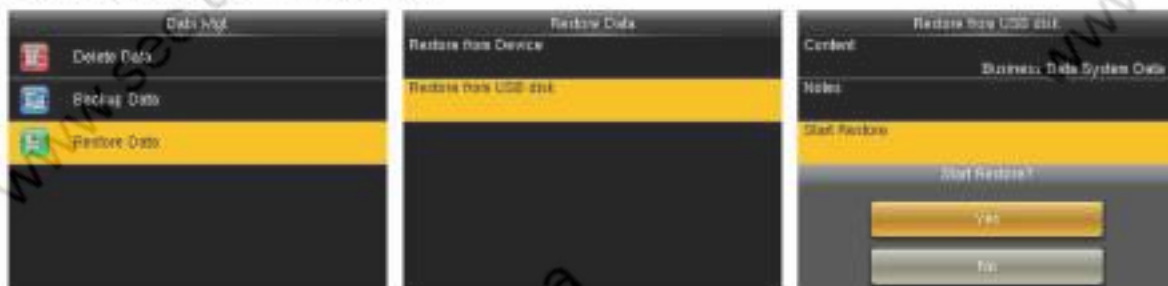 Data Mgt.
Delete Data
Backup Data
Restore Data
Restore Data
Restore from Device
Restore from USB disk
Restore from USB disk
Content
Business Data System Data
Notes
Start Restore
Start Restore?
Yes
No